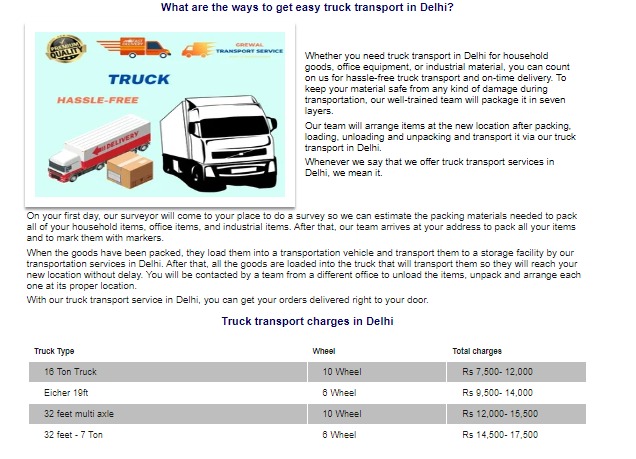 What are the ways to get easy truck transport in Delhi?
PREMIUM
QUALITY
GREWAL
TRANSPORT SERVICE
TRUCK
HASSLE-FREE
DELIVERY
Whether you need truck transport in Delhi for household
goods, office equipment, or industrial material, you can count
on us for hassle-free truck transport and on-time delivery. To
keep your material safe from any kind of damage during
transportation, our well-trained team will package it in seven
layers.
Our team will arrange items at the new location after packing,
loading, unloading and unpacking and transport it via our truck
transport in Delhi.
Whenever we say that we offer truck transport services in
Delhi, we mean it.
On your first day, our surveyor will come to your place to do a survey so we can estimate the packing materials needed to pack
all of your household items, office items, and industrial items. After that, our team arrives at your address to pack all your items
and to mark them with markers.
When the goods have been packed, they load them into a transportation vehicle and transport them to a storage facility by our
transportation services in Delhi. After that, all the goods are loaded into the truck that will transport them so they will reach your
new location without delay. You will be contacted by a team from a different office to unload the items, unpack and arrange each
one at its proper location.
With our truck transport service in Delhi, you can get your orders delivered right to your door.
Truck transport charges in Delhi
Truck Type Wheel Total charges
16 Ton Truck 10 Wheel Rs 7,500- 12,000
Eicher 19ft 6 Wheel Rs 9,500- 14,000
32 feet multi axle 10 Wheel Rs 12,000- 15,500
32 feet - 7 Ton 6 Wheel Rs 14,500- 17,500